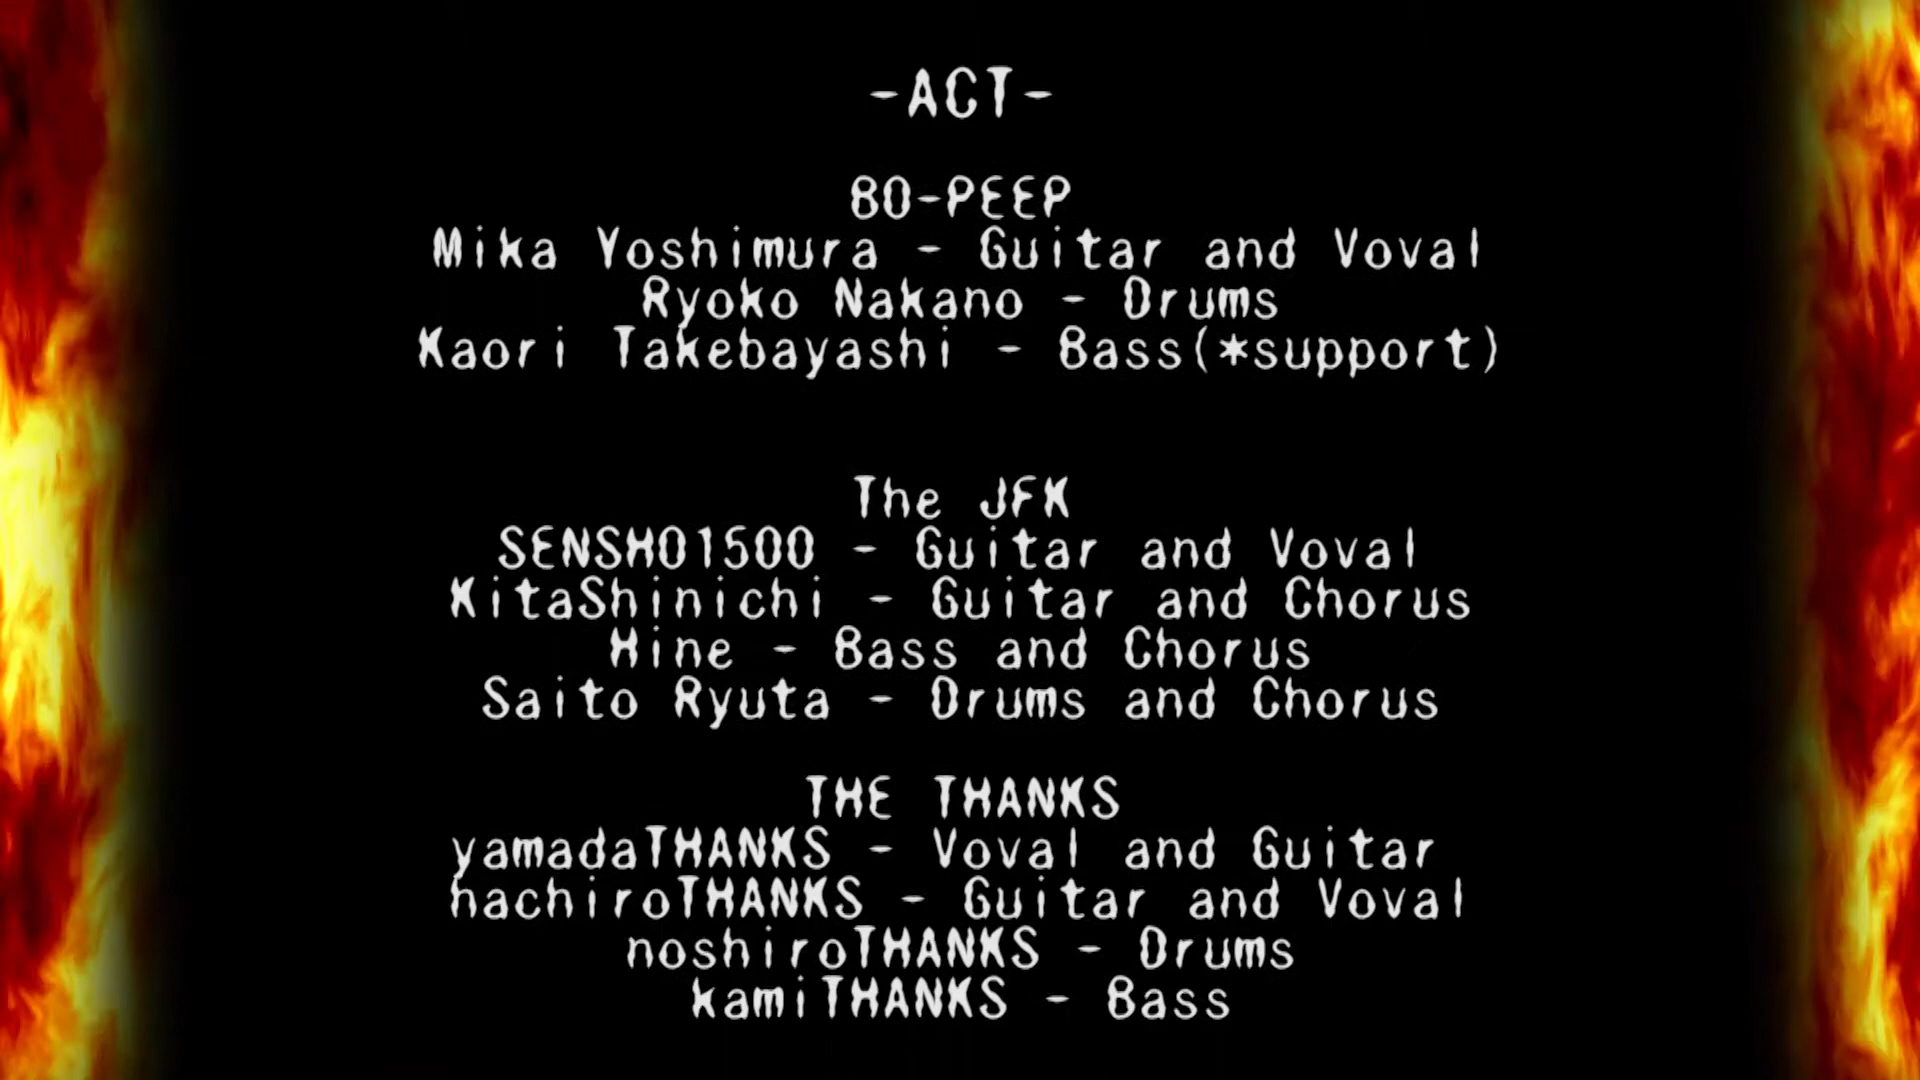 -ACT-
BO-PEEP
Mika Yoshimura - Guitar and Voval
Ryoko Nakano - Drums
Kaori Takebayashi - Bass(*support)
The JFK
SENSHO1500 - Guitar and Voval
KitaShinichi - Guitar and Chorus
Hine - Bass and Chorus
Saito Ryuta - Drums and Chorus
THE THANKS
yamadaTHANKS - Voval and Guitar
hachiroTHANKS - Guitar and Voval
noshiroTHANKS - Drums
kamiTHANKS - Bass